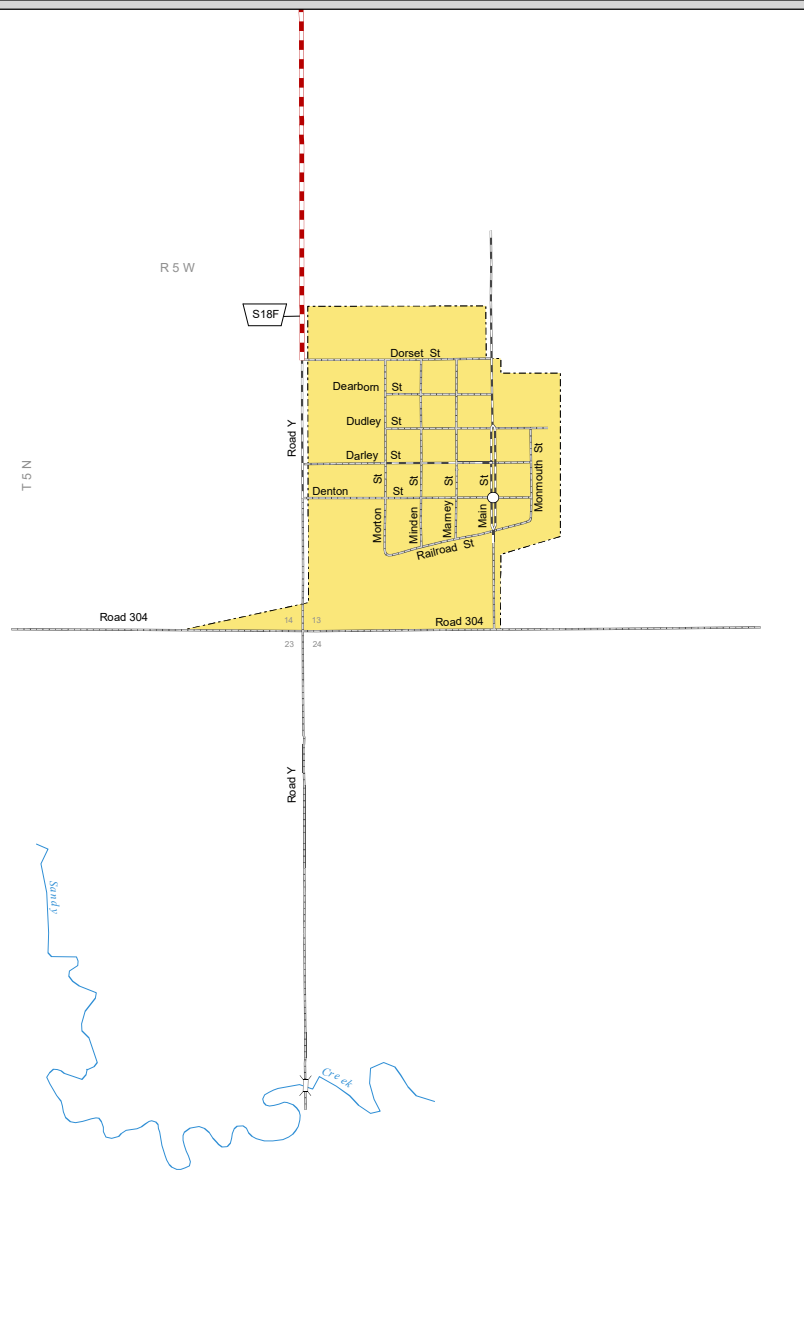 R 5 W
S18F
Dorset St
Dearborn St
Dudley St
Road Y
Darley St
T 5 N
Denton St
Morton St
Minden St
Marney St
Main St
Monmouth St
Railroad St
Road 304
14 13
Road 304
23 24
Road Y
Sandy
Creek